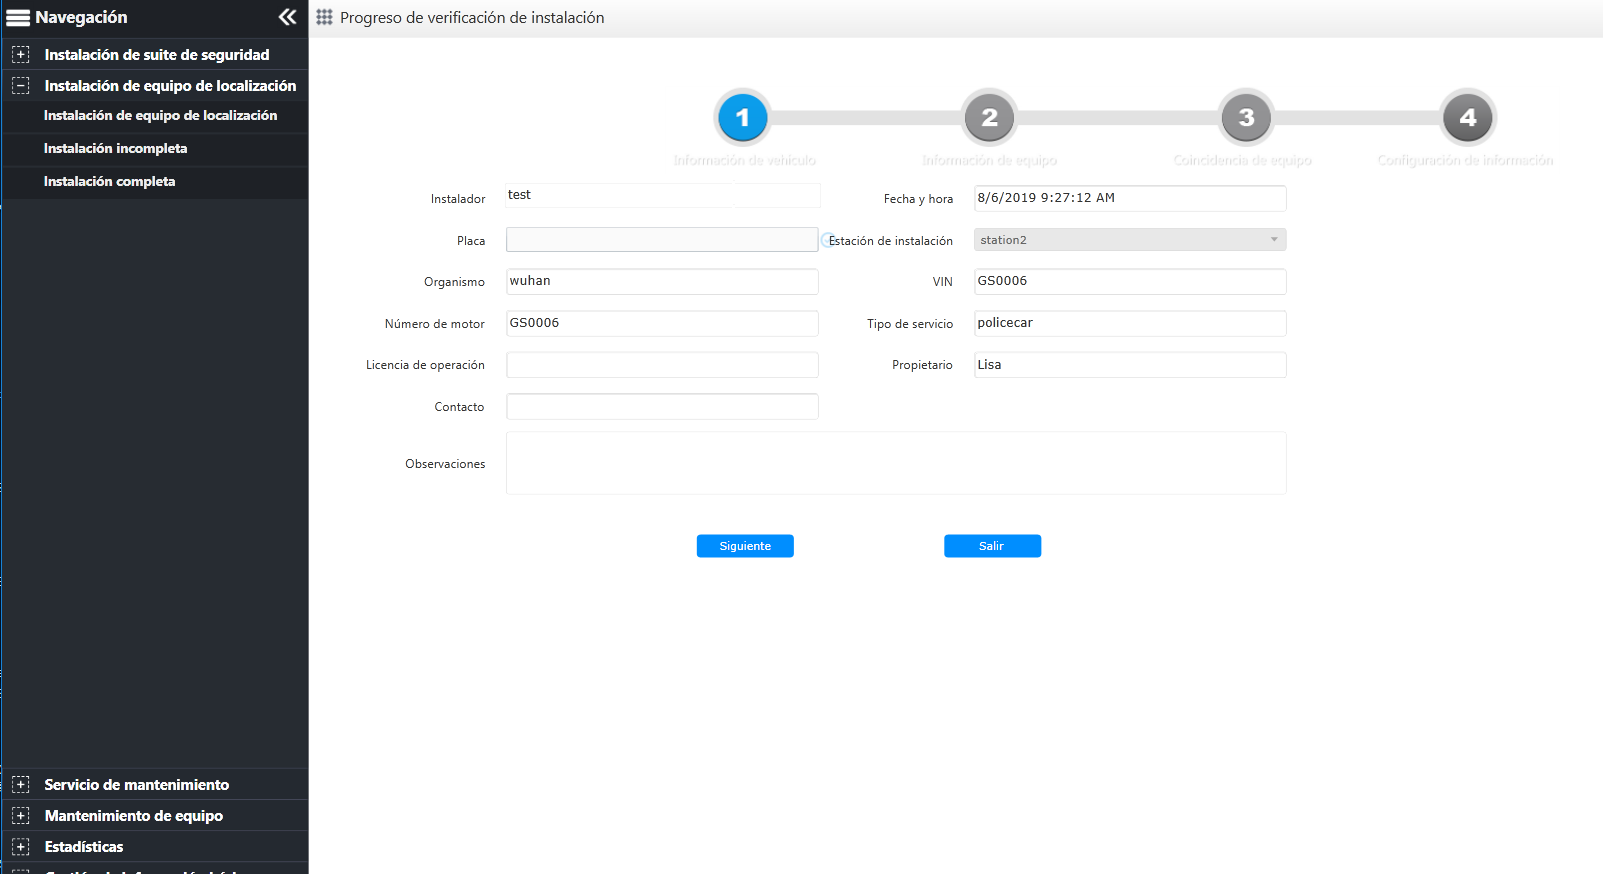 Navegación
Progreso de verificación de instalación
Instalación de suite de seguridad
Instalación de equipo de localización
Instalación de equipo de localización
Instalación incompleta
Instalación completa
1
2
3
4
Información de vehículo
Información de equipo
Coincidencia de equipo
Configuración de información
Instalador
test
Fecha y hora
8/6/2019 9:27:12 AM
Placa
Estación de instalación
station2
Organismo
wuhan
VIN
GS0006
Número de motor
GS0006
Tipo de servicio
policecar
Licencia de operación
Propietario
Lisa
Contacto
Observaciones
Siguiente
Salir
Servicio de mantenimiento
Mantenimiento de equipo
Estadísticas